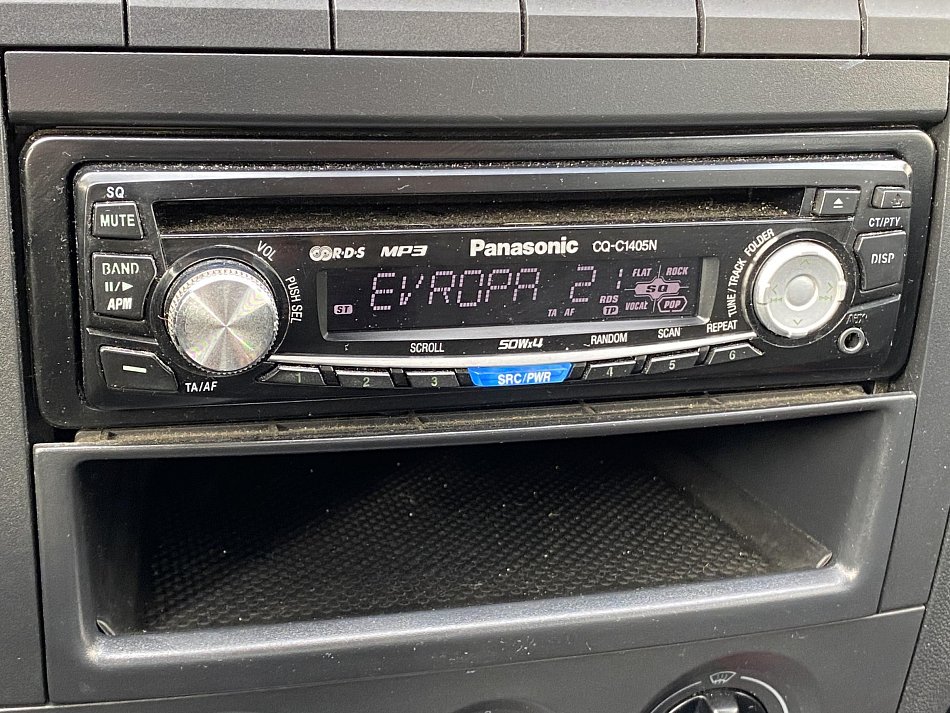 SQ
MUTE
BAND
APM
TA/AF
VOL
PUSH SEL
R·D·S MP3 Panasonic CQ-C1405N
ST EVROPA 21
TA AF RDS TP
FLAT ROCK
SQ
VOCAL POP
SCROLL 50W×4 RANDOM SCAN REPEAT
1 2 3 SRC/PWR 4 5 6
TUNE/TRACK FOLDER
CT/PTY
DISP